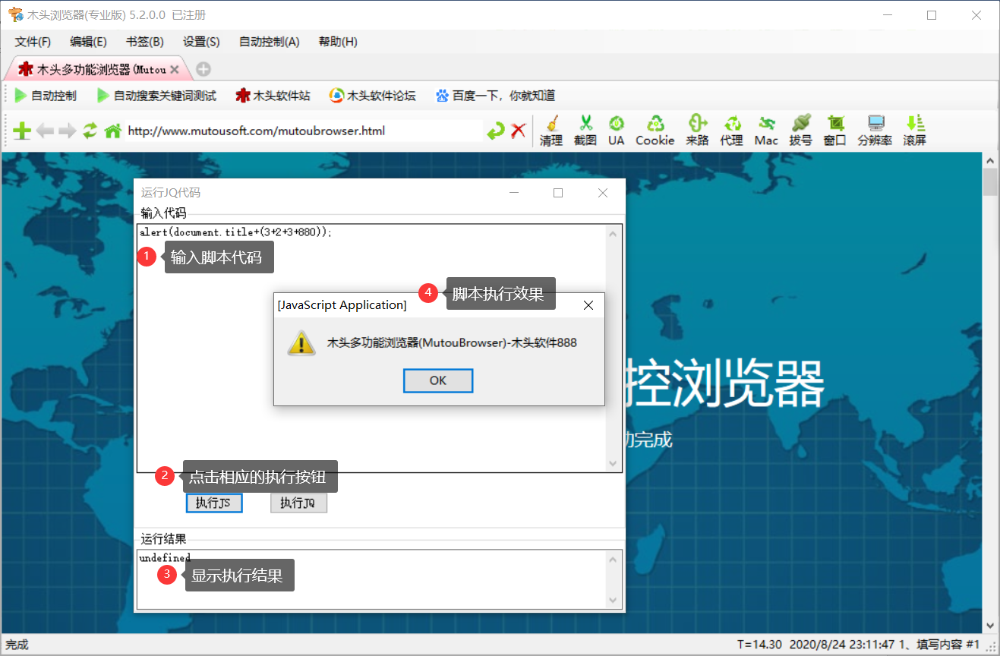 木头浏览器(专业版) 5.2.0.0  已注册
文件(F) 编辑(E) 书签(B) 设置(S) 自动控制(A) 帮助(H)
木头多功能浏览器(Mutou
自动控制 自动搜索关键词测试 木头软件站 木头软件论坛 百度一下，你就知道
http://www.mutousoft.com/mutoubrowser.html
清理 截图 UA Cookie 来路 代理 Mac 拔号 窗口 分辨率 滚屏
运行JQ代码
输入代码
alert(document.title+(3+2+3+880));
1 输入脚本代码
4 脚本执行效果
[JavaScript Application]
木头多功能浏览器(MutouBrowser)-木头软件888
OK
控浏览器
动完成
2 点击相应的执行按钮
执行JS 执行JQ
运行结果
undefined
3 显示执行结果
完成 T=14.30 2020/8/24 23:11:47 1、填写内容 #1